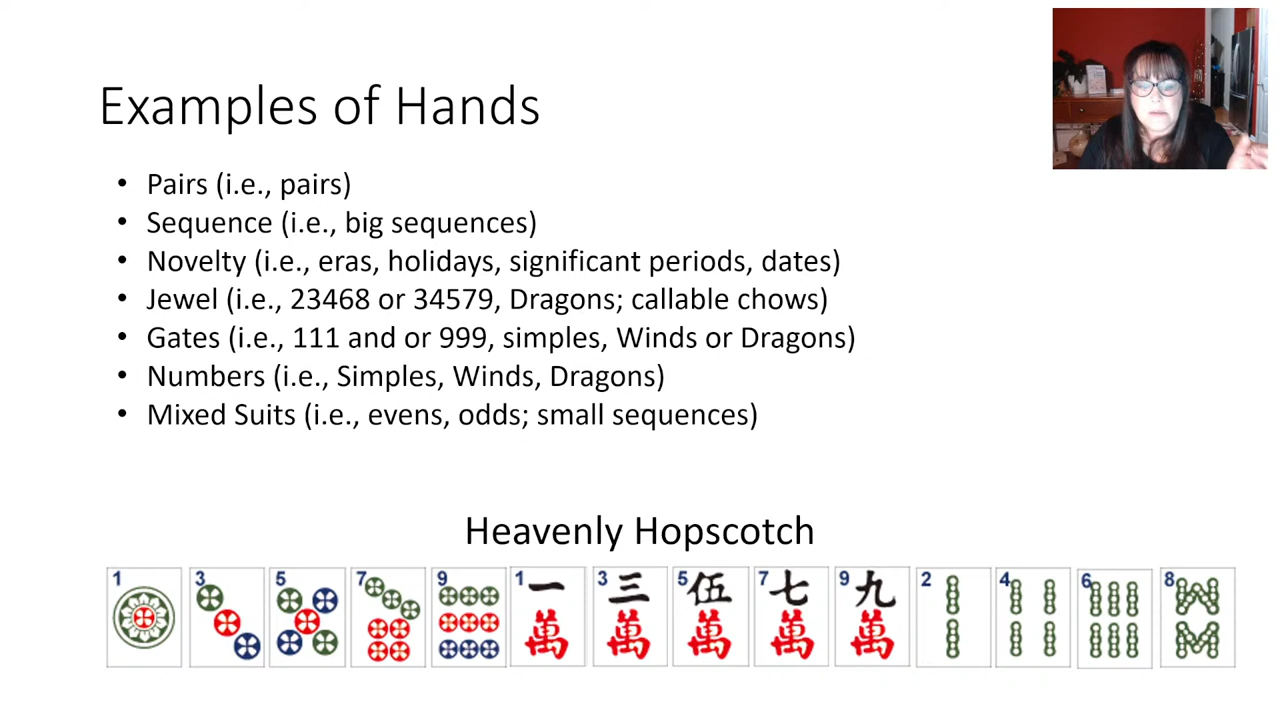 Examples of Hands
• Pairs (i.e., pairs)
• Sequence (i.e., big sequences)
• Novelty (i.e., eras, holidays, significant periods, dates)
• Jewel (i.e., 23468 or 34579, Dragons; callable chows)
• Gates (i.e., 111 and or 999, simples, Winds or Dragons)
• Numbers (i.e., Simples, Winds, Dragons)
• Mixed Suits (i.e., evens, odds; small sequences)
Heavenly Hopscotch
1 3 5 7 9 1 3 5 7 9 2 4 6 8
一 三 伍 七 九
萬 萬 萬 萬 萬